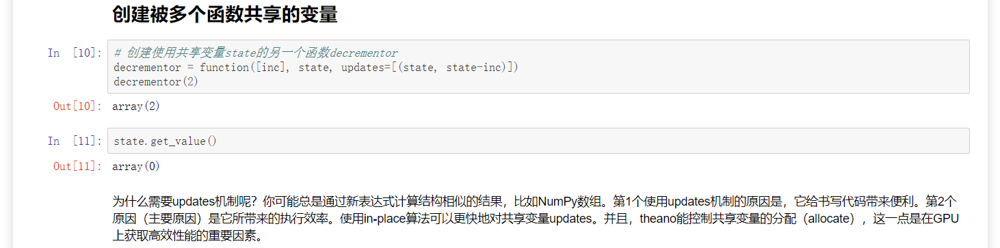 创建被多个函数共享的变量
In [10]: # 创建使用共享变量state的另一个函数decrementor
decrementor = function([inc], state, updates=[(state, state-inc)])
decrementor(2)
Out[10]: array(2)
In [11]: state.get_value()
Out[11]: array(0)
为什么需要updates机制呢？你可能总是通过新表达式计算结构相似的结果，比如NumPy数组。第1个使用updates机制的原因是，它给书写代码带来便利。第2个
原因（主要原因）是它所带来的执行效率。使用in-place算法可以更快地对共享变量updates。并且，theano能控制共享变量的分配（allocate），这一点是在GPU
上获取高效性能的重要因素。